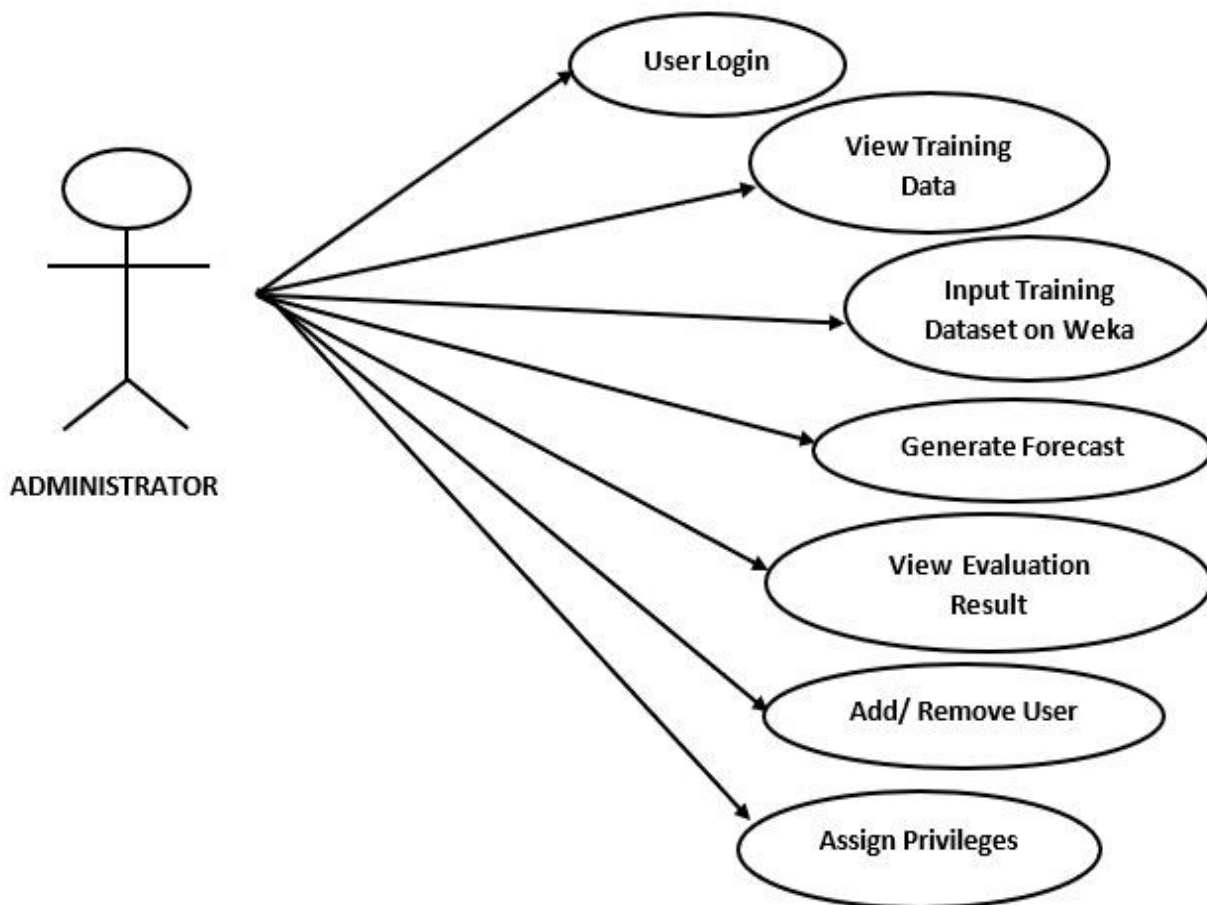 User Login
View Training
Data
Input Training
Dataset on Weka
Generate Forecast
ADMINISTRATOR
View Evaluation
Result
Add/ Remove User
Assign Privileges